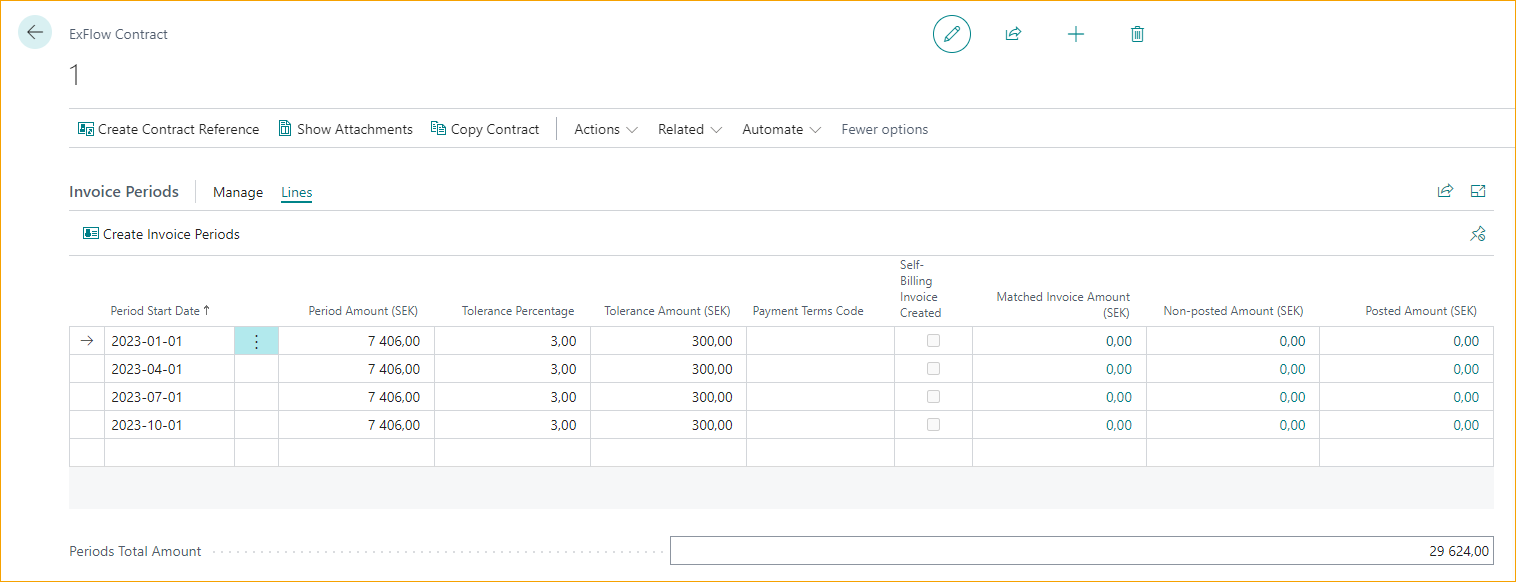 ExFlow Contract
1
Create Contract Reference Show Attachments Copy Contract Actions Related Automate Fewer options
Invoice Periods Manage Lines
Create Invoice Periods
Self-
Billing
Invoice
Created
Matched Invoice Amount
(SEK)
Period Start Date ↑ Period Amount (SEK) Tolerance Percentage Tolerance Amount (SEK) Payment Terms Code Non-posted Amount (SEK) Posted Amount (SEK)
2023-01-01 7 406,00 3,00 300,00 0,00 0,00 0,00
2023-04-01 7 406,00 3,00 300,00 0,00 0,00 0,00
2023-07-01 7 406,00 3,00 300,00 0,00 0,00 0,00
2023-10-01 7 406,00 3,00 300,00 0,00 0,00 0,00
Periods Total Amount 29 624,00